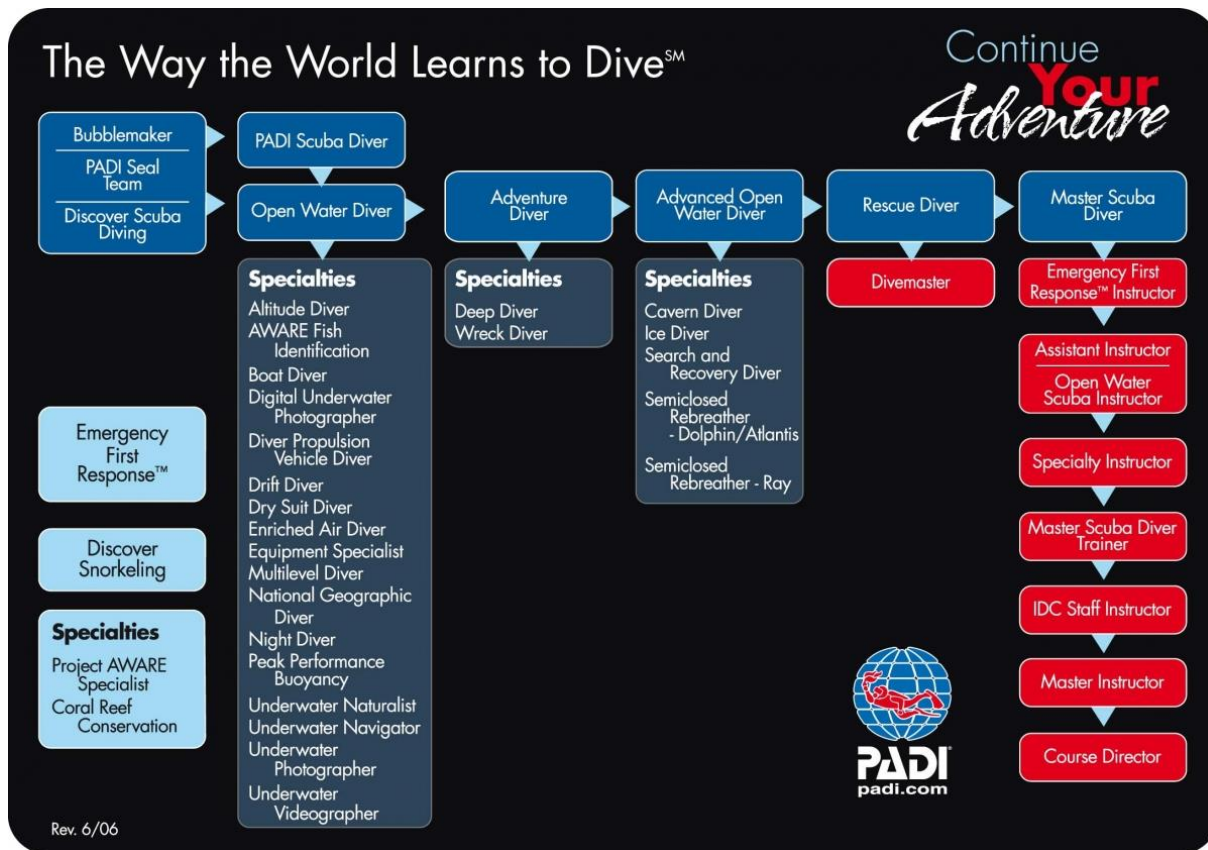 The Way the World Learns to Dive℠
Continue
Your
Adventure
Bubblemaker
PADI Seal
Team
Discover Scuba
Diving
PADI Scuba Diver
Open Water Diver
Adventure
Diver
Advanced Open
Water Diver
Rescue Diver
Master Scuba
Diver
Specialties
Altitude Diver
AWARE Fish
Identification
Boat Diver
Digital Underwater
Photographer
Diver Propulsion
Vehicle Diver
Drift Diver
Dry Suit Diver
Enriched Air Diver
Equipment Specialist
Multilevel Diver
National Geographic
Diver
Night Diver
Peak Performance
Buoyancy
Underwater Naturalist
Underwater Navigator
Underwater
Photographer
Underwater
Videographer
Specialties
Deep Diver
Wreck Diver
Specialties
Cavern Diver
Ice Diver
Search and
Recovery Diver
Semiclosed
Rebreather
- Dolphin/Atlantis
Semiclosed
Rebreather - Ray
Divemaster
Emergency First
Response™ Instructor
Assistant Instructor
Open Water
Scuba Instructor
Specialty Instructor
Master Scuba Diver
Trainer
IDC Staff Instructor
Master Instructor
Course Director
Emergency
First
Response™
Discover
Snorkeling
Specialties
Project AWARE
Specialist
Coral Reef
Conservation
PADI®
padi.com
Rev. 6/06